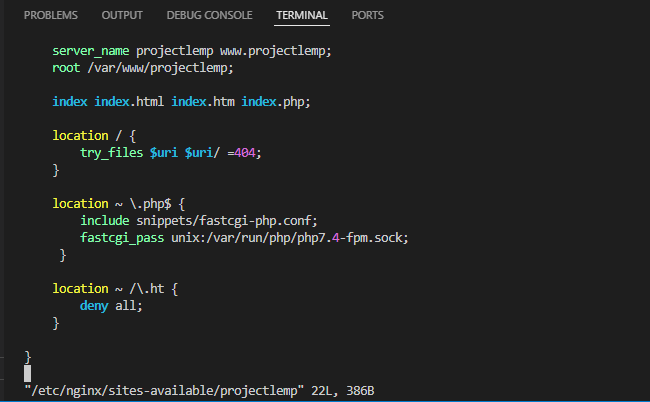 PROBLEMS OUTPUT DEBUG CONSOLE TERMINAL PORTS
server_name projectlemp www.projectlemp;
root /var/www/projectlemp;
index index.html index.htm index.php;
location / {
try_files $uri $uri/ =404;
}
location ~ \.php$ {
include snippets/fastcgi-php.conf;
fastcgi_pass unix:/var/run/php/php7.4-fpm.sock;
}
location ~ /\.ht {
deny all;
}
}
"/etc/nginx/sites-available/projectlemp" 22L, 386B